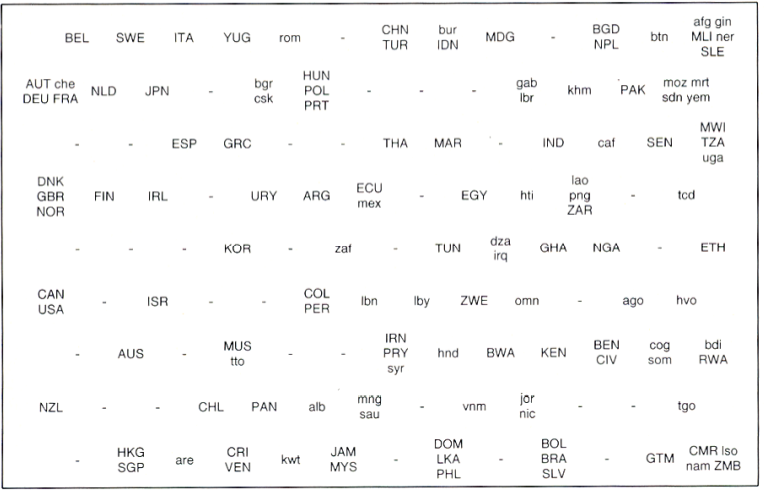 BEL SWE ITA YUG rom - CHN bur MDG - BGD btn afg gin
TUR IDN NPL MLI ner
SLE
AUT che NLD JPN - bgr HUN - - - gab khm PAK moz mrt
DEU FRA csk POL lbr sdn yem
PRT
- - ESP GRC - - THA MAR - IND caf SEN MWI
TZA
uga
DNK FIN IRL - URY ARG ECU - EGY hti lao - tcd
GBR mex png
NOR ZAR
- - - KOR - zaf - TUN dza GHA NGA - ETH
irq
CAN - ISR - - COL lbn lby ZWE omn - ago hvo
USA PER
- AUS - MUS - - IRN hnd BWA KEN BEN cog bdi
tto PRY CIV som RWA
syr
NZL - - CHL PAN alb mng - vnm jor - - tgo
sau nic
- HKG are CRI kwt JAM - DOM - BOL - GTM CMR lso
SGP VEN MYS LKA BRA nam ZMB
PHL SLV